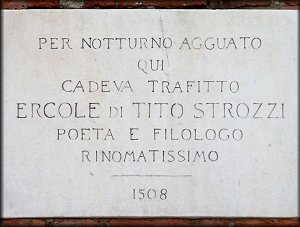 PER NOTTURNO AGGUATO
QUI
CADEVA TRAFITTO
ERCOLE DI TITO STROZZI
POETA E FILOLOGO
RINOMATISSIMO
1508